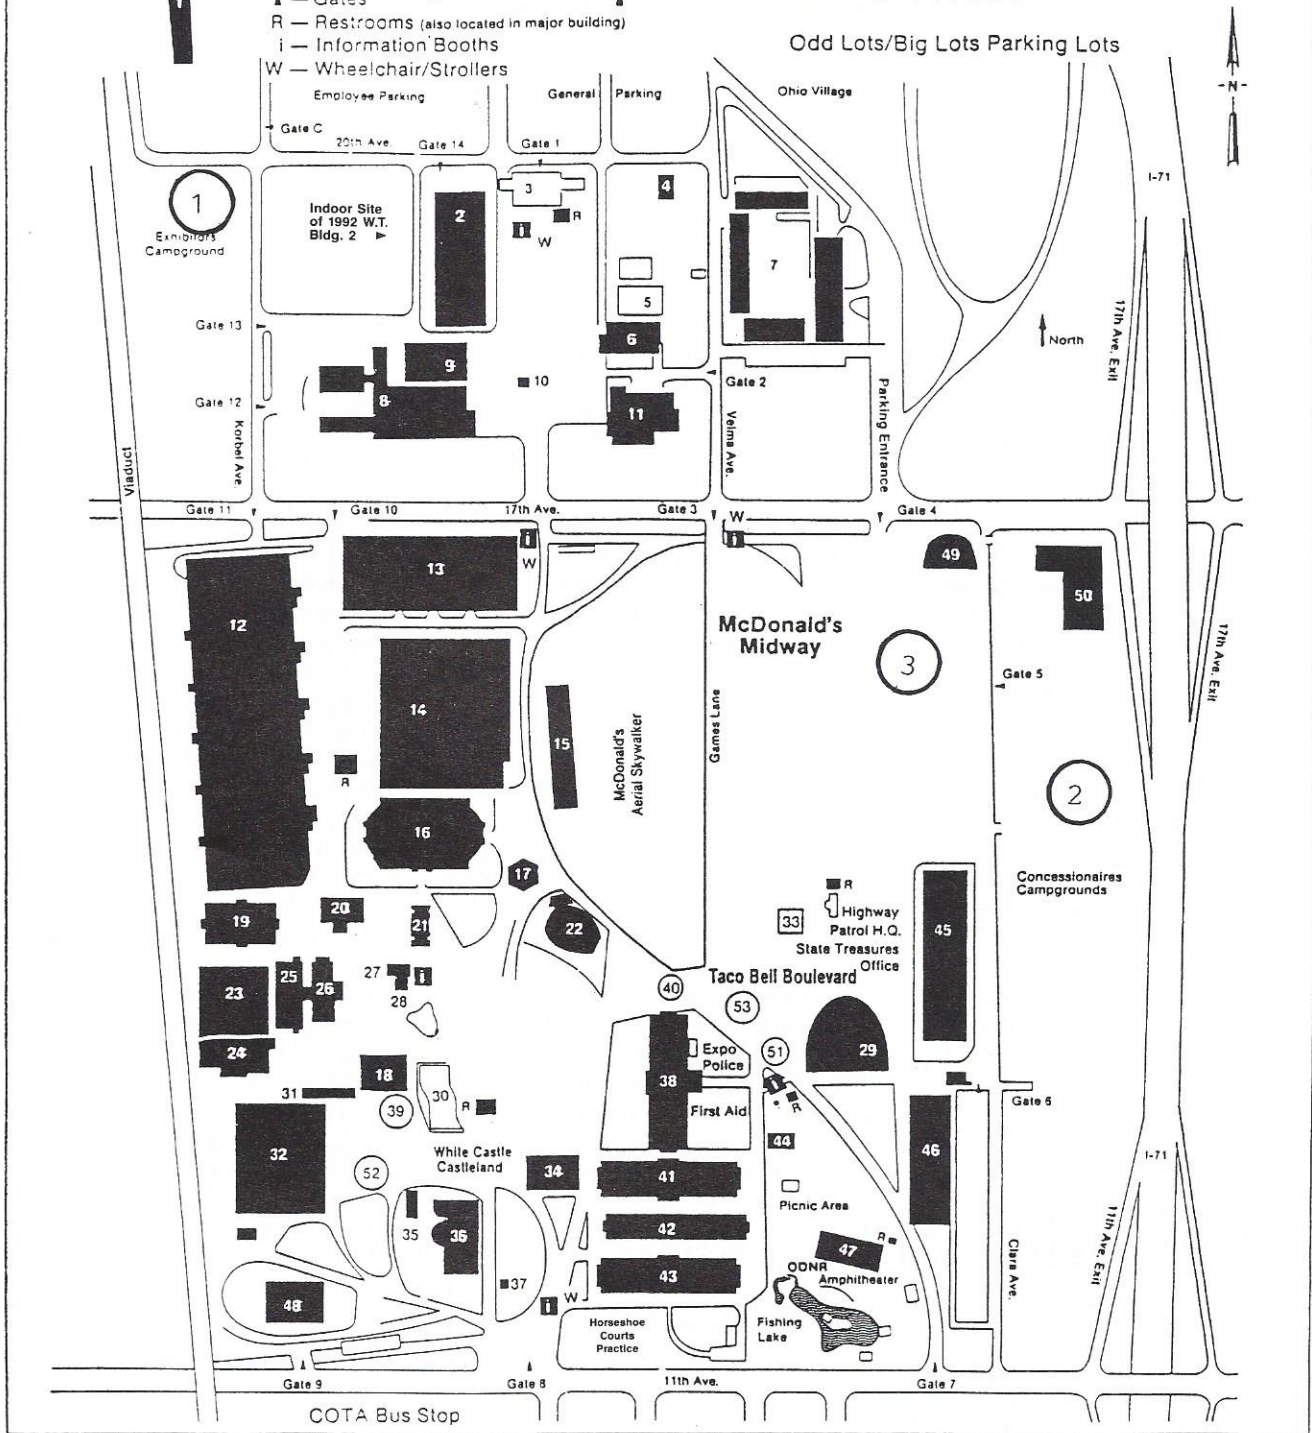 1
▲ — Gates
R — Restrooms (also located in major building)
i — Information Booths
W — Wheelchair/Strollers
Odd Lots/Big Lots Parking Lots
-N-
Employee Parking
General Parking
Ohio Village
Gate C
20th Ave.
Gate 14
Gate 1
I-71
1
Exhibitors
Campground
Indoor Site
of 1992 W.T.
Bldg. 2
2
3
4
i
R
W
7
5
Gate 13
6
17th Ave. Exit
North
9
10
Gate 2
Gate 12
8
11
Korbel Ave.
Velma Ave.
Parking Entrance
Viaduct
Gate 11
Gate 10
17th Ave.
Gate 3
W
Gate 4
i
W
i
13
49
50
12
McDonald's
Midway
3
17th Ave. Exit
Gate 5
14
15
McDonald's
Aerial Skywalker
Games Lane
R
2
16
17
Concessionaires
Campgrounds
R
Highway
Patrol H.Q.
State Treasures
Office
33
19
20
21
22
45
25
26
27
i
28
23
Taco Bell Boulevard
40
53
24
18
38
Expo
Police
51
29
31
30
39
R
First Aid
i
R
Gate 6
32
White Castle
Castleland
44
46
52
34
41
I-71
35
36
42
Picnic Area
R
47
37
43
ODNR
Amphitheater
Clara Ave.
11th Ave. Exit
48
i
W
Horseshoe
Courts
Practice
Fishing
Lake
Gate 9
Gate 8
11th Ave.
Gate 7
COTA Bus Stop